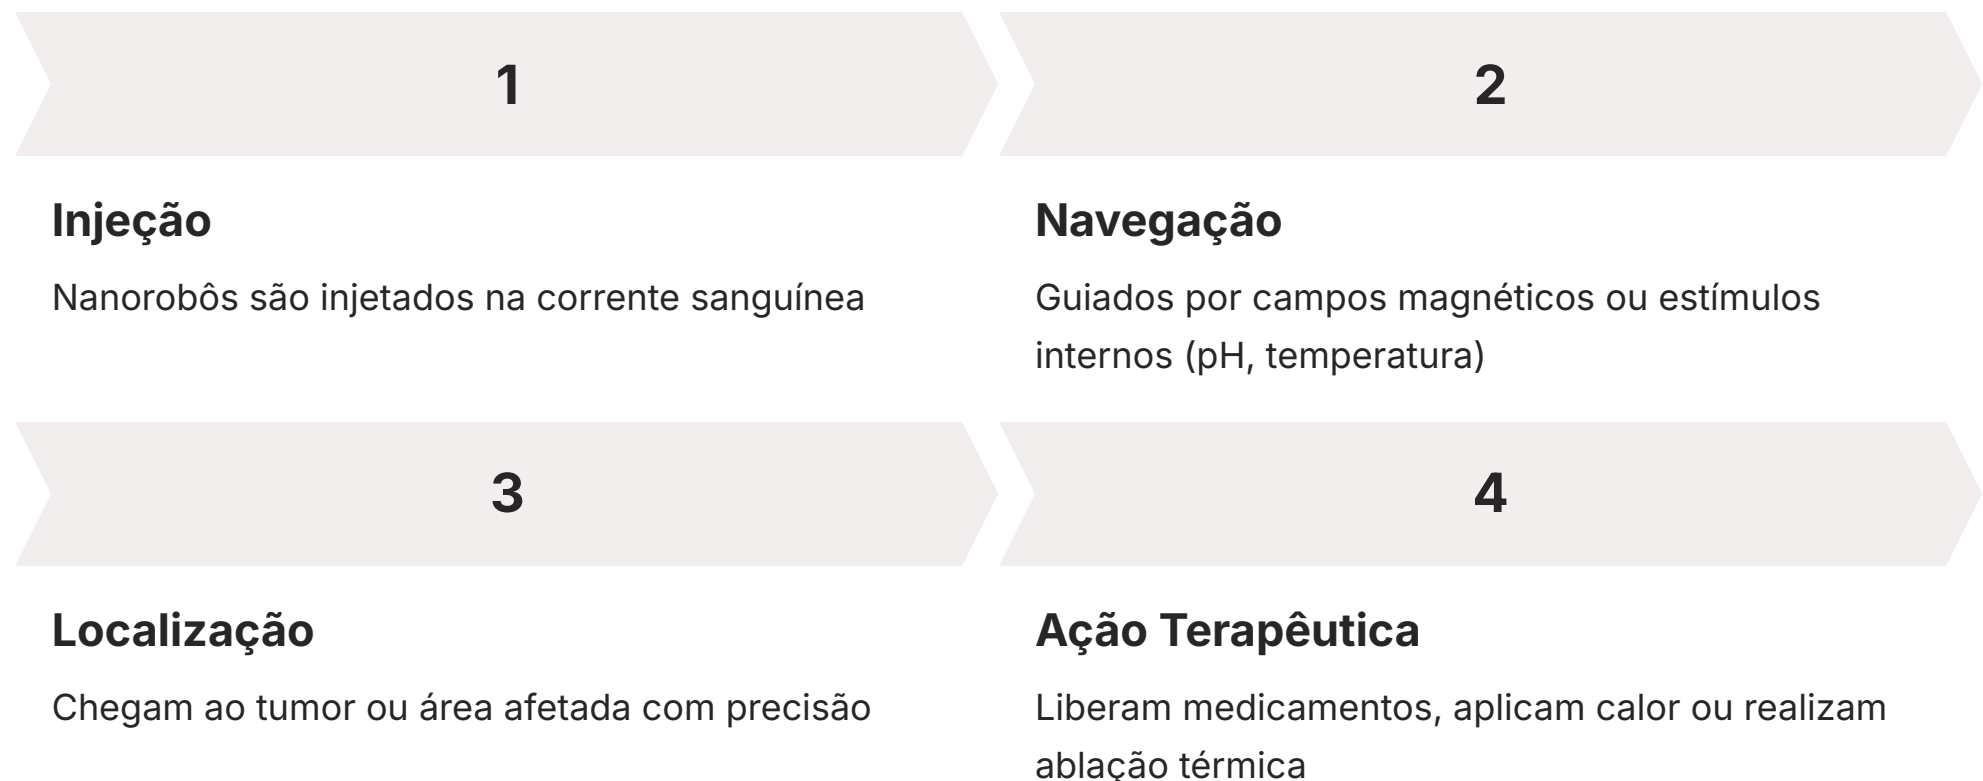 1
Injeção
Nanorobôs são injetados na corrente sanguínea
2
Navegação
Guiados por campos magnéticos ou estímulos
internos (pH, temperatura)
3
Localização
Chegam ao tumor ou área afetada com precisão
4
Ação Terapêutica
Liberam medicamentos, aplicam calor ou realizam
ablação térmica